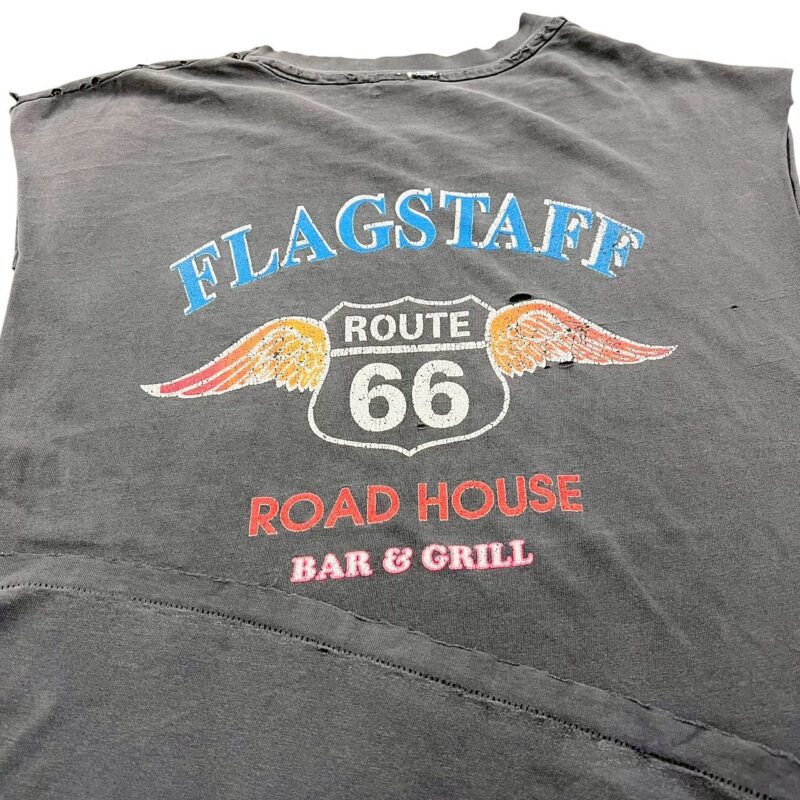 FLAGSTAFF
ROUTE
66
ROAD HOUSE
BAR & GRILL